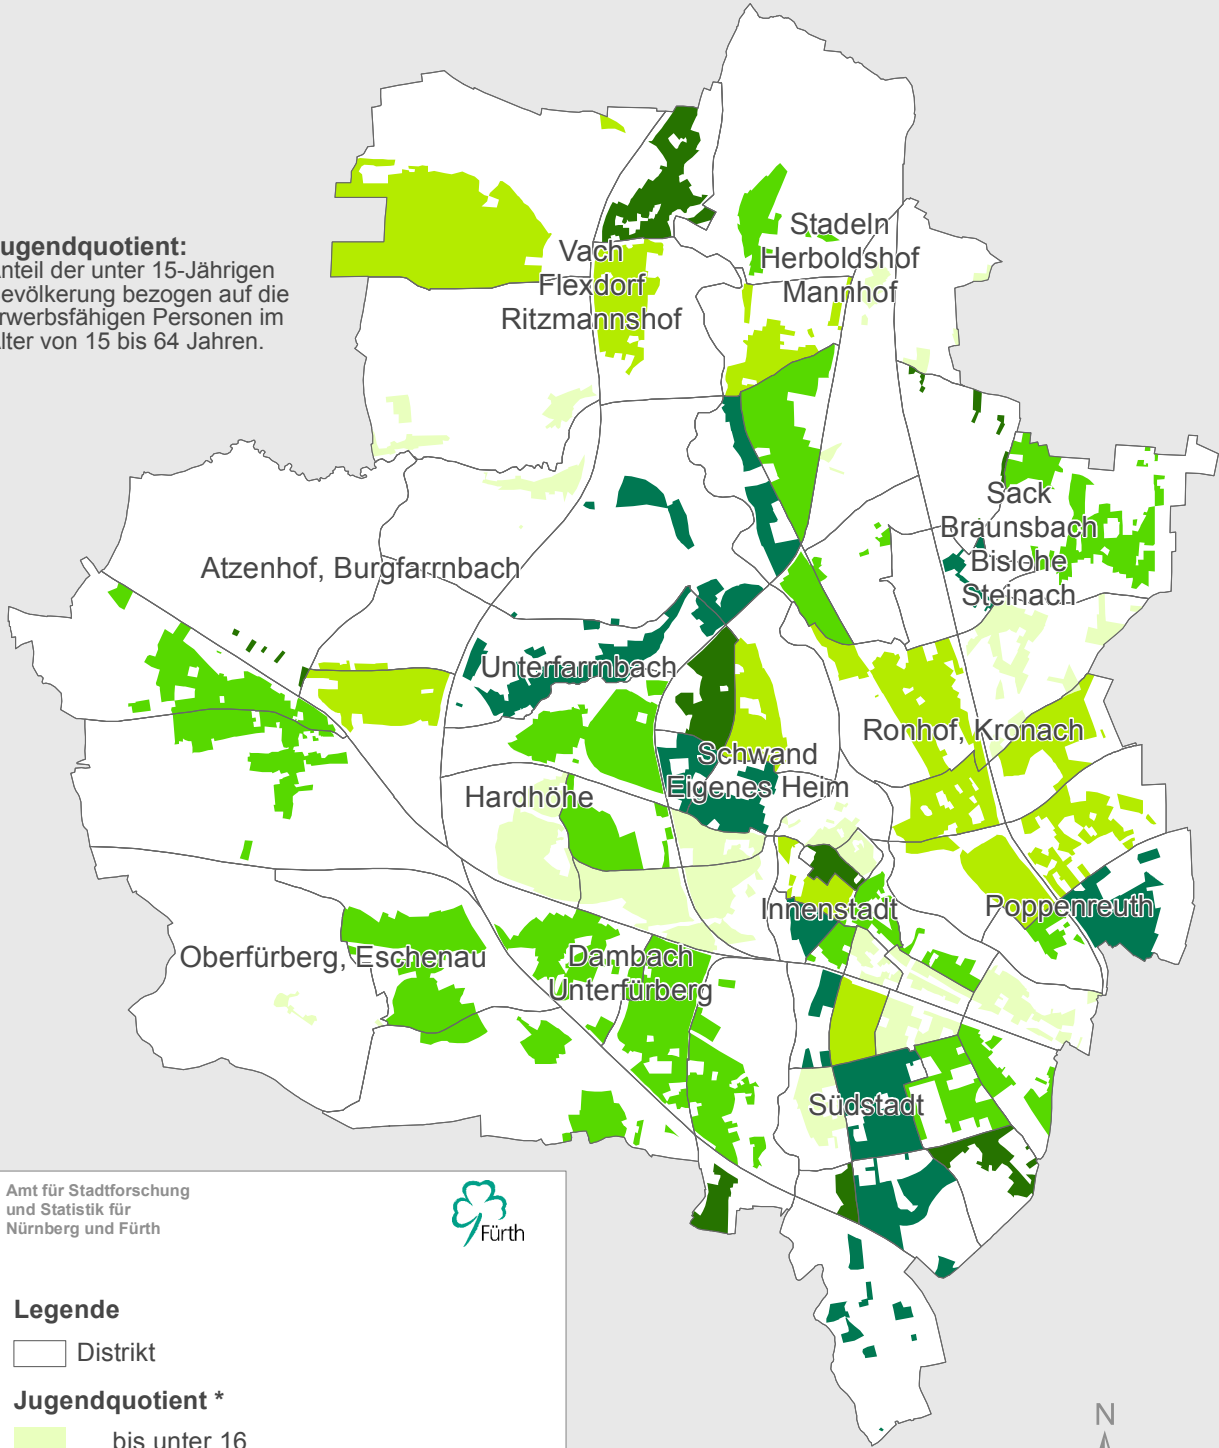 ugendquotient:
nteil der unter 15-Jährigen
evölkerung bezogen auf die
rwerbsfähigen Personen im
lter von 15 bis 64 Jahren.
Stadeln
Herboldshof
Mannhof
Vach
Flexdorf
Ritzmannshof
Sack
Braunsbach
Bislohe
Steinach
Atzenhof, Burgfarrnbach
Unterfarrnbach
Ronhof, Kronach
Schwand
Eigenes Heim
Hardhöhe
Innenstadt
Poppenreuth
Oberfürberg, Eschenau
Dambach
Unterfürberg
Südstadt
Amt für Stadtforschung
und Statistik für
Nürnberg und Fürth
Fürth
Legende
Distrikt
Jugendquotient *
bis unter 16
N